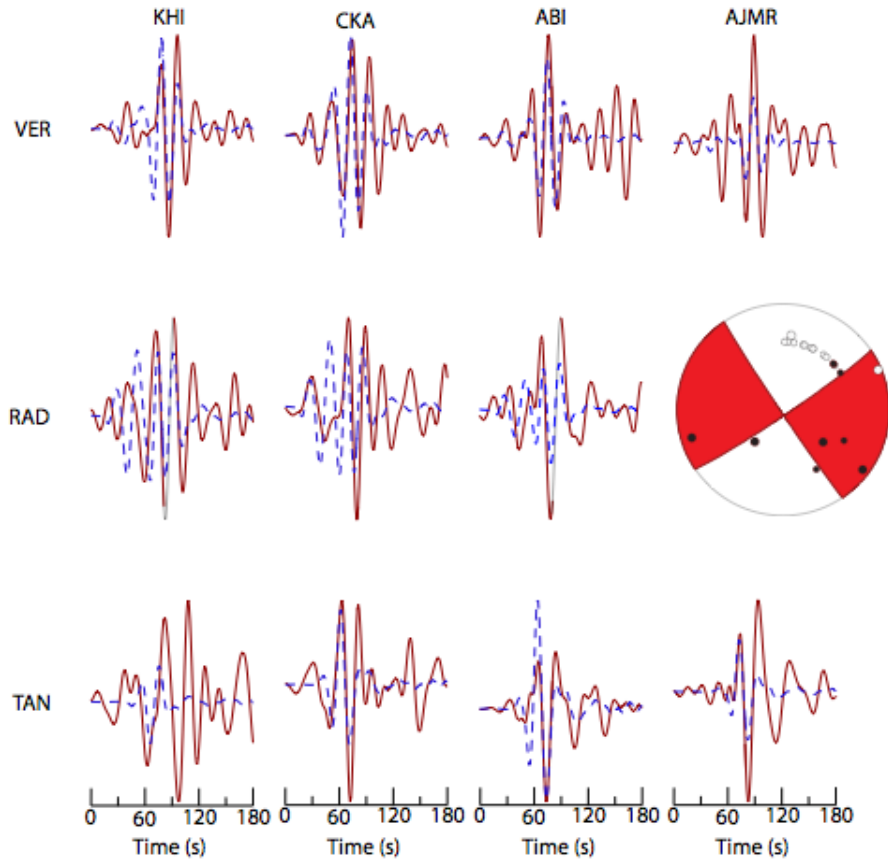 KHI CKA ABI AJMR
VER
RAD
TAN
0 60 120 180 0 60 120 180 0 60 120 180 0 60 120 180
Time (s) Time (s) Time (s) Time (s)